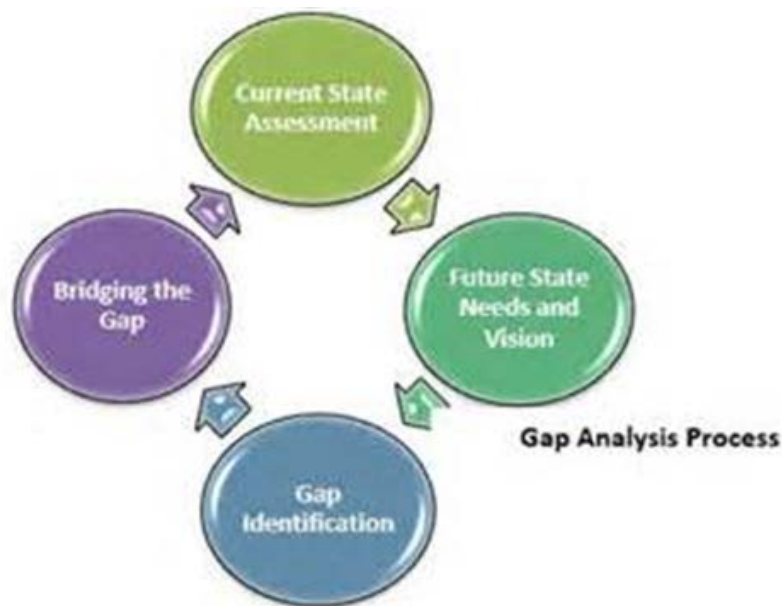 Current State
Assessment
Future State
Needs and
Vision
Gap
Identification
Bridging the
Gap
Gap Analysis Process